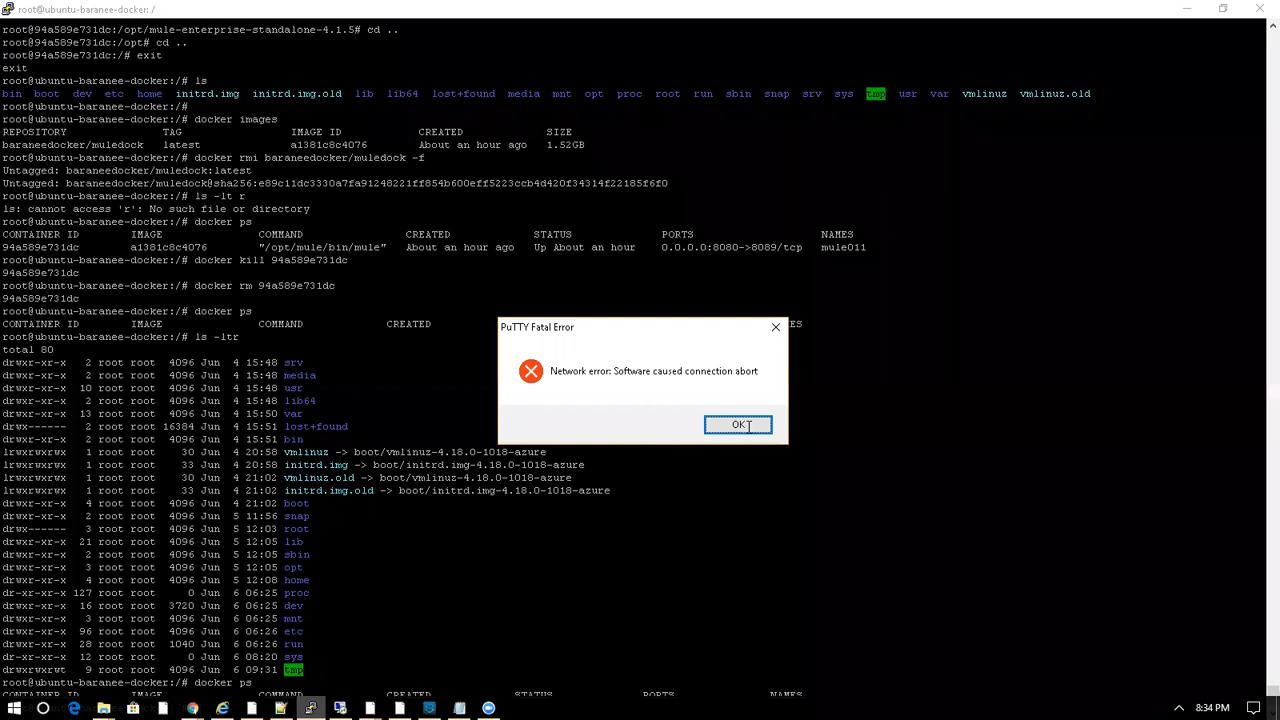 root@ubuntu-baranee-docker: /
root@94a589e731dc:/opt/mule-enterprise-standalone-4.1.5# cd ..
root@94a589e731dc:/opt# cd ..
root@94a589e731dc:/# exit
exit
root@ubuntu-baranee-docker:/# ls
bin boot dev etc home initrd.img initrd.img.old lib lib64 lost+found media mnt opt proc root run sbin snap srv sys tmp usr var vmlinuz vmlinuz.old
root@ubuntu-baranee-docker:/#
root@ubuntu-baranee-docker:/# docker images
REPOSITORY TAG IMAGE ID CREATED SIZE
baraneedocker/muledock latest a1381c8c4076 About an hour ago 1.52GB
root@ubuntu-baranee-docker:/# docker rmi baraneedocker/muledock -f
Untagged: baraneedocker/muledock:latest
Untagged: baraneedocker/muledock@sha256:e89c11dc3330a7fa91248221ff854b600eff5223ccb4d420f34314f22185f6f0
root@ubuntu-baranee-docker:/# ls -lt r
ls: cannot access 'r': No such file or directory
root@ubuntu-baranee-docker:/# docker ps
CONTAINER ID IMAGE COMMAND CREATED STATUS PORTS NAMES
94a589e731dc a1381c8c4076 "/opt/mule/bin/mule" About an hour ago Up About an hour 0.0.0.0:8080->8089/tcp mule011
root@ubuntu-baranee-docker:/# docker kill 94a589e731dc
94a589e731dc
root@ubuntu-baranee-docker:/# docker rm 94a589e731dc
94a589e731dc
root@ubuntu-baranee-docker:/# docker ps
CONTAINER ID IMAGE COMMAND CREATED MES
root@ubuntu-baranee-docker:/# ls -ltr
total 80
drwxr-xr-x 2 root root 4096 Jun 4 15:48 srv
drwxr-xr-x 2 root root 4096 Jun 4 15:48 media
drwxr-xr-x 10 root root 4096 Jun 4 15:48 usr
drwxr-xr-x 2 root root 4096 Jun 4 15:48 lib64
drwxr-xr-x 13 root root 4096 Jun 4 15:50 var
drwx------ 2 root root 16384 Jun 4 15:51 lost+found
drwxr-xr-x 2 root root 4096 Jun 4 15:51 bin
lrwxrwxrwx 1 root root 30 Jun 4 20:58 vmlinuz -> boot/vmlinuz-4.18.0-1018-azure
lrwxrwxrwx 1 root root 33 Jun 4 20:58 initrd.img -> boot/initrd.img-4.18.0-1018-azure
lrwxrwxrwx 1 root root 30 Jun 4 21:02 vmlinuz.old -> boot/vmlinuz-4.18.0-1018-azure
lrwxrwxrwx 1 root root 33 Jun 4 21:02 initrd.img.old -> boot/initrd.img-4.18.0-1018-azure
drwxr-xr-x 4 root root 4096 Jun 4 21:02 boot
drwxr-xr-x 2 root root 4096 Jun 5 11:56 snap
drwx------ 3 root root 4096 Jun 5 12:03 root
drwxr-xr-x 21 root root 4096 Jun 5 12:05 lib
drwxr-xr-x 2 root root 4096 Jun 5 12:05 sbin
drwxr-xr-x 3 root root 4096 Jun 5 12:05 opt
drwxr-xr-x 4 root root 4096 Jun 5 12:08 home
dr-xr-xr-x 127 root root 0 Jun 6 06:25 proc
drwxr-xr-x 16 root root 3720 Jun 6 06:25 dev
drwxr-xr-x 3 root root 4096 Jun 6 06:25 mnt
drwxr-xr-x 96 root root 4096 Jun 6 06:26 etc
drwxr-xr-x 28 root root 1040 Jun 6 06:26 run
dr-xr-xr-x 12 root root 0 Jun 6 08:20 sys
drwxrwxrwt 9 root root 4096 Jun 6 09:31 tmp
root@ubuntu-baranee-docker:/# docker ps
CONTAINER ID IMAGE COMMAND CREATED STATUS PORTS NAMES
PuTTY Fatal Error
Network error: Software caused connection abort
OK
8:34 PM